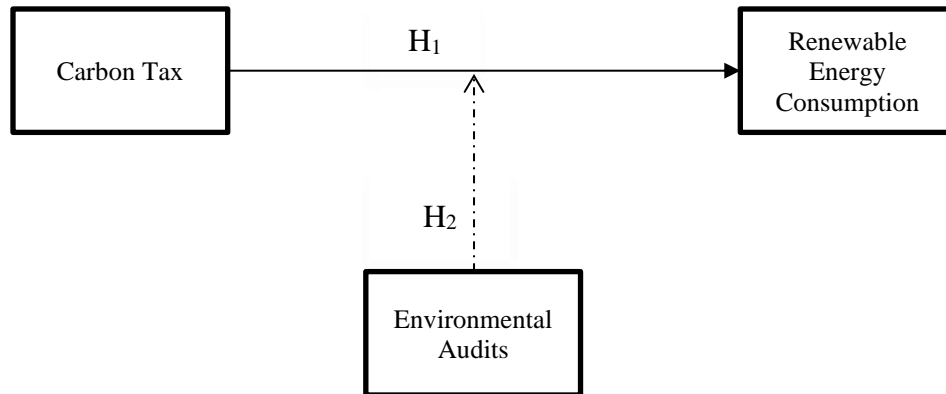 H₁
Carbon Tax
Renewable
Energy
Consumption
H₂
Environmental
Audits